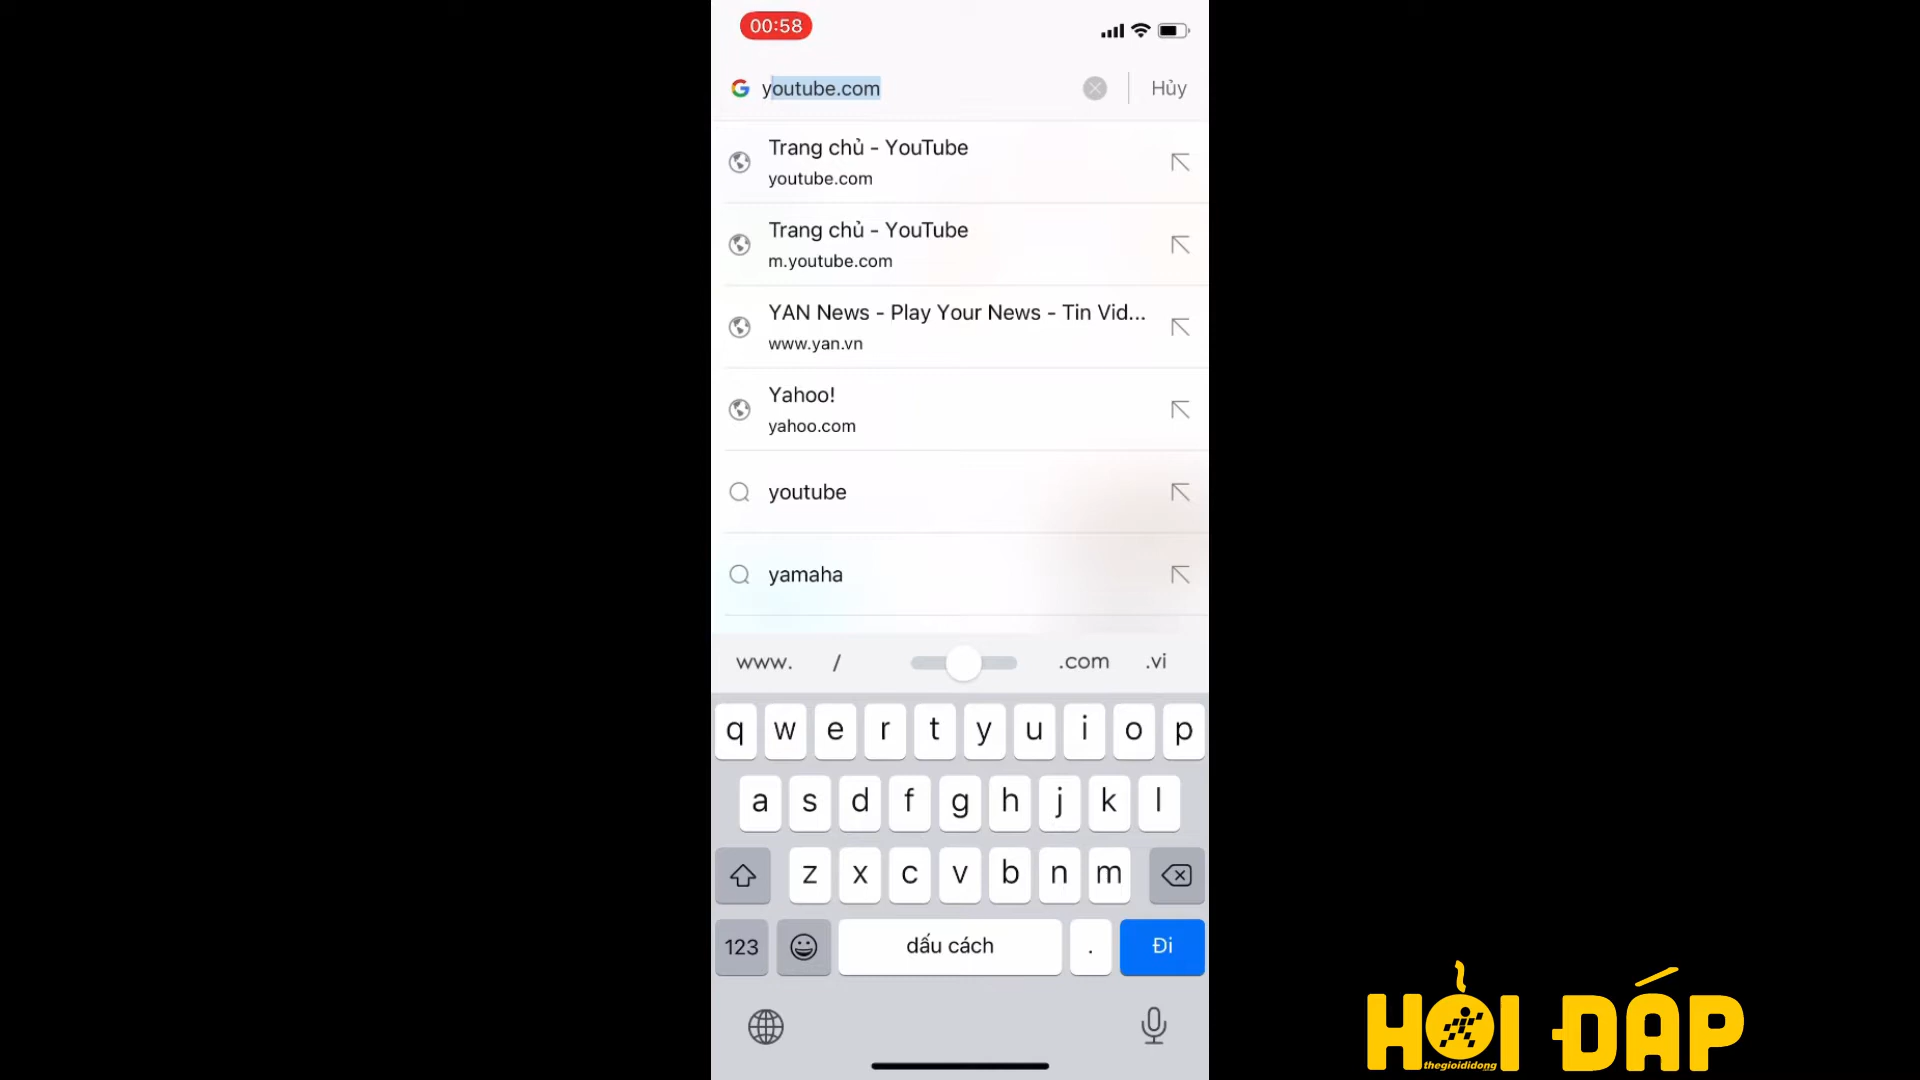 00:58
youtube.com
Hủy
Trang chủ - YouTube
youtube.com
Trang chủ - YouTube
m.youtube.com
YAN News - Play Your News - Tin Vid...
www.yan.vn
Yahoo!
yahoo.com
youtube
yamaha
www. / .com .vi
q w e r t y u i o p
a s d f g h j k l
z x c v b n m
123 dấu cách . Đi
HỎI ĐÁP
thegioididong